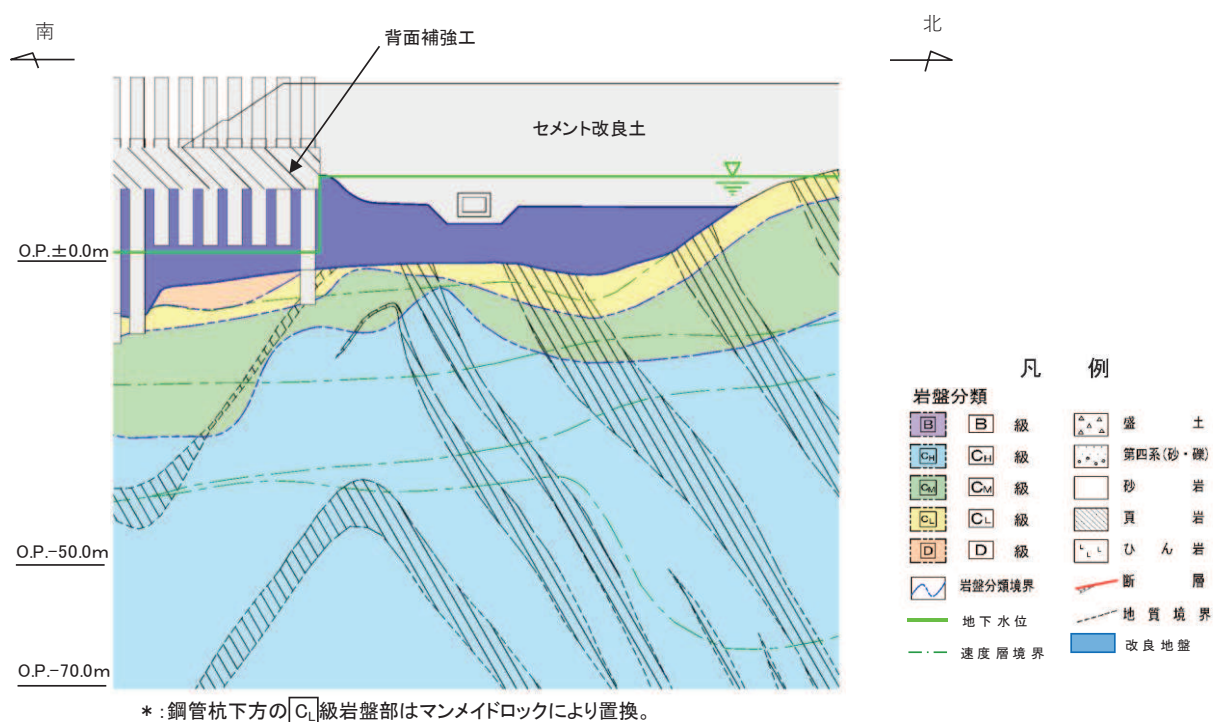 南
北
背面補強工
セメント改良土
O.P.±0.0m
O.P.-50.0m
O.P.-70.0m
凡 例
岩盤分類
B B 級 盛 土
CH CH 級 第四系(砂・礫)
CM CM 級 砂 岩
CL CL 級 頁 岩
D D 級 ひ ん 岩
岩盤分類境界 断 層
地下水位 地質境界
速度層境界 改良地盤
*:鋼管杭下方のCL級岩盤部はマンメイドロックにより置換。